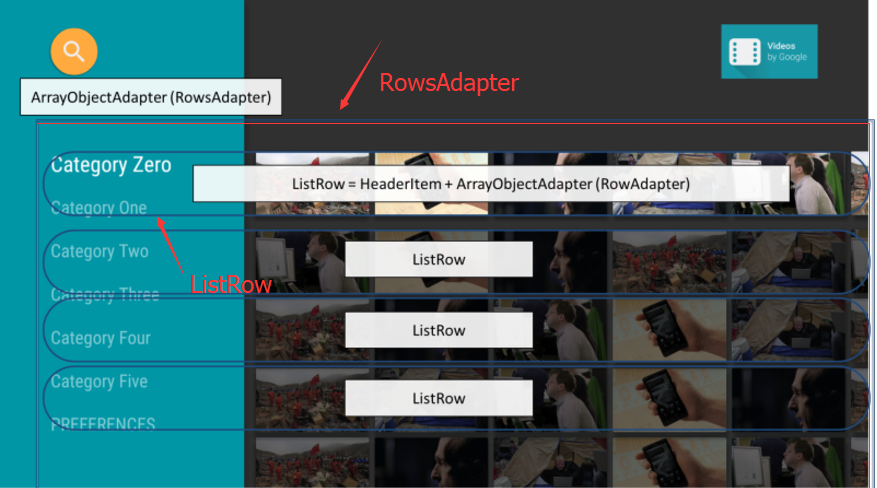 Videos
by Google
RowsAdapter
ArrayObjectAdapter (RowsAdapter)
Category Zero
ListRow = HeaderItem + ArrayObjectAdapter (RowAdapter)
Category One
Category Two
ListRow
ListRow
Category Three
Category Four
ListRow
Category Five
ListRow
PREFERENCES